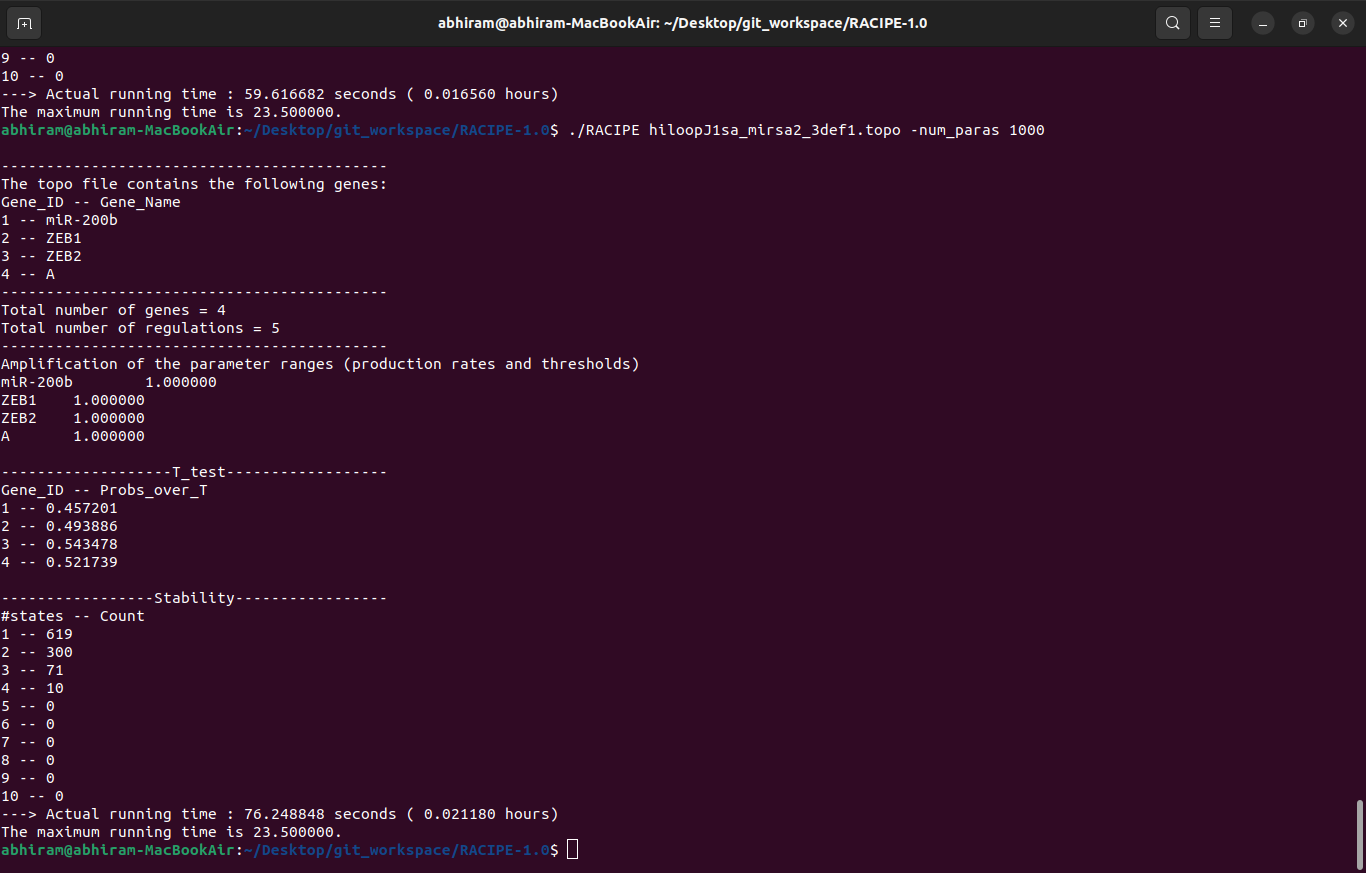 abhiram@abhiram-MacBookAir: ~/Desktop/git_workspace/RACIPE-1.0
9 -- 0
10 -- 0
---> Actual running time : 59.616682 seconds ( 0.016560 hours)
The maximum running time is 23.500000.
abhiram@abhiram-MacBookAir:~/Desktop/git_workspace/RACIPE-1.0$ ./RACIPE hiloopJ1sa_mirsa2_3def1.topo -num_paras 1000
-------------------------------------------
The topo file contains the following genes:
Gene_ID -- Gene_Name
1 -- miR-200b
2 -- ZEB1
3 -- ZEB2
4 -- A
-------------------------------------------
Total number of genes = 4
Total number of regulations = 5
-------------------------------------------
Amplification of the parameter ranges (production rates and thresholds)
miR-200b        1.000000
ZEB1    1.000000
ZEB2    1.000000
A       1.000000
-------------------T_test------------------
Gene_ID -- Probs_over_T
1 -- 0.457201
2 -- 0.493886
3 -- 0.543478
4 -- 0.521739
-----------------Stability-----------------
#states -- Count
1 -- 619
2 -- 300
3 -- 71
4 -- 10
5 -- 0
6 -- 0
7 -- 0
8 -- 0
9 -- 0
10 -- 0
---> Actual running time : 76.248848 seconds ( 0.021180 hours)
The maximum running time is 23.500000.
abhiram@abhiram-MacBookAir:~/Desktop/git_workspace/RACIPE-1.0$